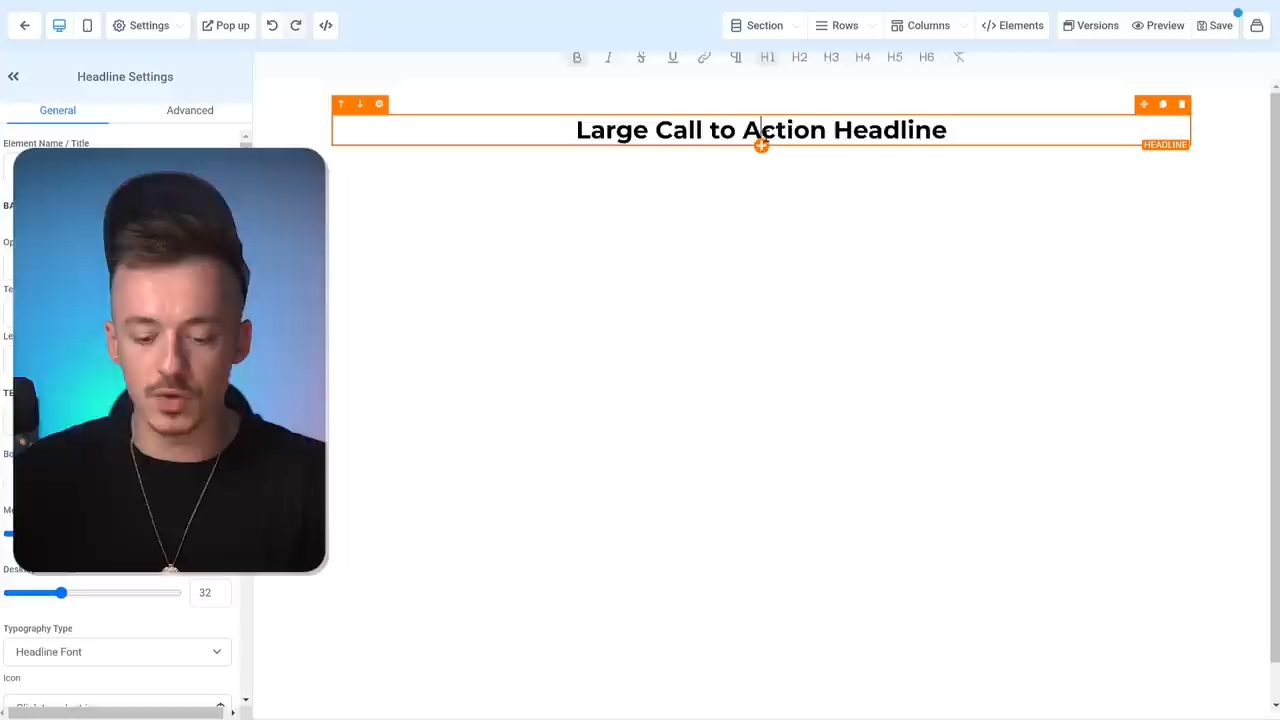 Settings
Pop up
Section
Rows
Columns
Elements
Versions
Preview
Save
Headline Settings
B I S U H1 H2 H3 H4 H5 H6
General
Advanced
Element Name / Title
Large Call to Action Headline
HEADLINE
32
Typography Type
Headline Font
Icon